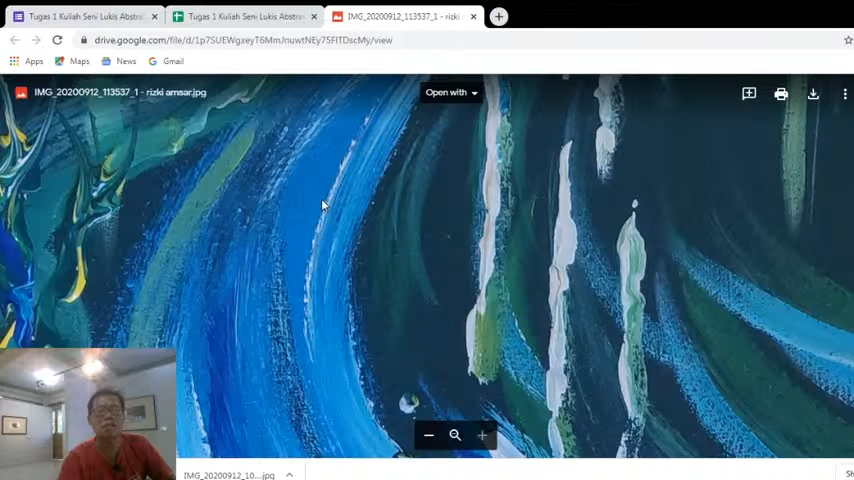 Tugas 1 Kuliah Seni Lukis Abstra
Tugas 1 Kuliah Seni Lukis Abstra
IMG_20200912_113537_1 - rizki
drive.google.com/file/d/1p7SUEWgxeyT6MmJnuwtNEy75FITDscMy/view
Apps
Maps
News
Gmail
IMG_20200912_113537_1 - rizki amsar.jpg
Open with
IMG_20200912_10....jpg